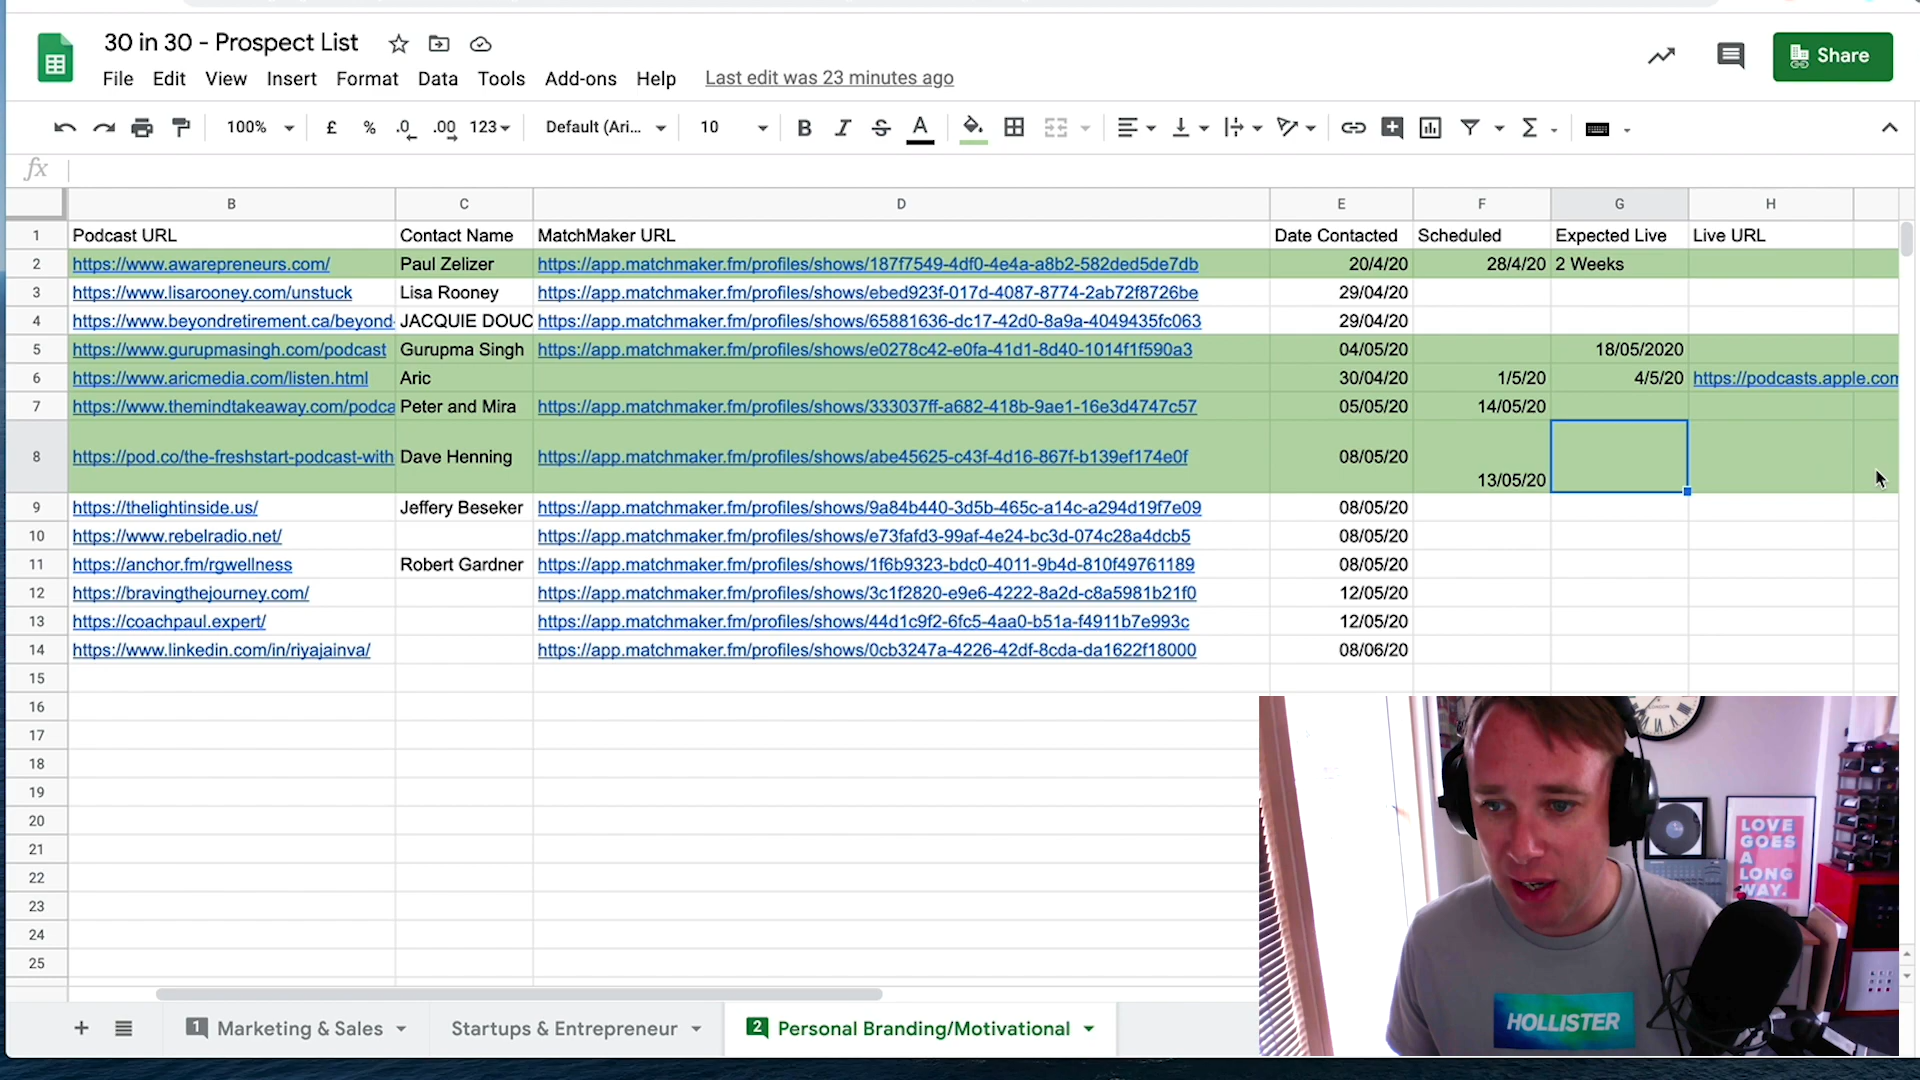 30 in 30 - Prospect List
File Edit View Insert Format Data Tools Add-ons Help Last edit was 23 minutes ago
Share
100% £ % .0 .00 123 Default (Ari... 10 B I S A
fx
B C D E F G H
1 Podcast URL Contact Name MatchMaker URL Date Contacted Scheduled Expected Live Live URL
2 https://www.awarepreneurs.com/ Paul Zelizer https://app.matchmaker.fm/profiles/shows/187f7549-4df0-4e4a-a8b2-582ded5de7db 20/4/20 28/4/20 2 Weeks
3 https://www.lisarooney.com/unstuck Lisa Rooney https://app.matchmaker.fm/profiles/shows/ebed923f-017d-4087-8774-2ab72f8726be 29/04/20
4 https://www.beyondretirement.ca/beyond- JACQUIE DOUC https://app.matchmaker.fm/profiles/shows/65881636-dc17-42d0-8a9a-4049435fc063 29/04/20
5 https://www.gurupmasingh.com/podcast Gurupma Singh https://app.matchmaker.fm/profiles/shows/e0278c42-e0fa-41d1-8d40-1014f1f590a3 04/05/20 18/05/2020
6 https://www.aricmedia.com/listen.html Aric 30/04/20 1/5/20 4/5/20 https://podcasts.apple.com
7 https://www.themindtakeaway.com/podca Peter and Mira https://app.matchmaker.fm/profiles/shows/333037ff-a682-418b-9ae1-16e3d4747c57 05/05/20 14/05/20
8 https://pod.co/the-freshstart-podcast-with Dave Henning https://app.matchmaker.fm/profiles/shows/abe45625-c43f-4d16-867f-b139ef174e0f 08/05/20 13/05/20
9 https://thelightinside.us/ Jeffery Beseker https://app.matchmaker.fm/profiles/shows/9a84b440-3d5b-465c-a14c-a294d19f7e09 08/05/20
10 https://www.rebelradio.net/ https://app.matchmaker.fm/profiles/shows/e73fafd3-99af-4e24-bc3d-074c28a4dcb5 08/05/20
11 https://anchor.fm/rgwellness Robert Gardner https://app.matchmaker.fm/profiles/shows/1f6b9323-bdc0-4011-9b4d-810f49761189 08/05/20
12 https://bravingthejourney.com/ https://app.matchmaker.fm/profiles/shows/3c1f2820-e9e6-4222-8a2d-c8a5981b21f0 12/05/20
13 https://coachpaul.expert/ https://app.matchmaker.fm/profiles/shows/44d1c9f2-6fc5-4aa0-b51a-f4911b7e993c 12/05/20
14 https://www.linkedin.com/in/riyajainva/ https://app.matchmaker.fm/profiles/shows/0cb3247a-4226-42df-8cda-da1622f18000 08/06/20
15
16
17
18
19
20
21
22
23
24
25
LOVE
GOES
A
LONG
WAY.
HOLLISTER
1 Marketing & Sales Startups & Entrepreneur 2 Personal Branding/Motivational